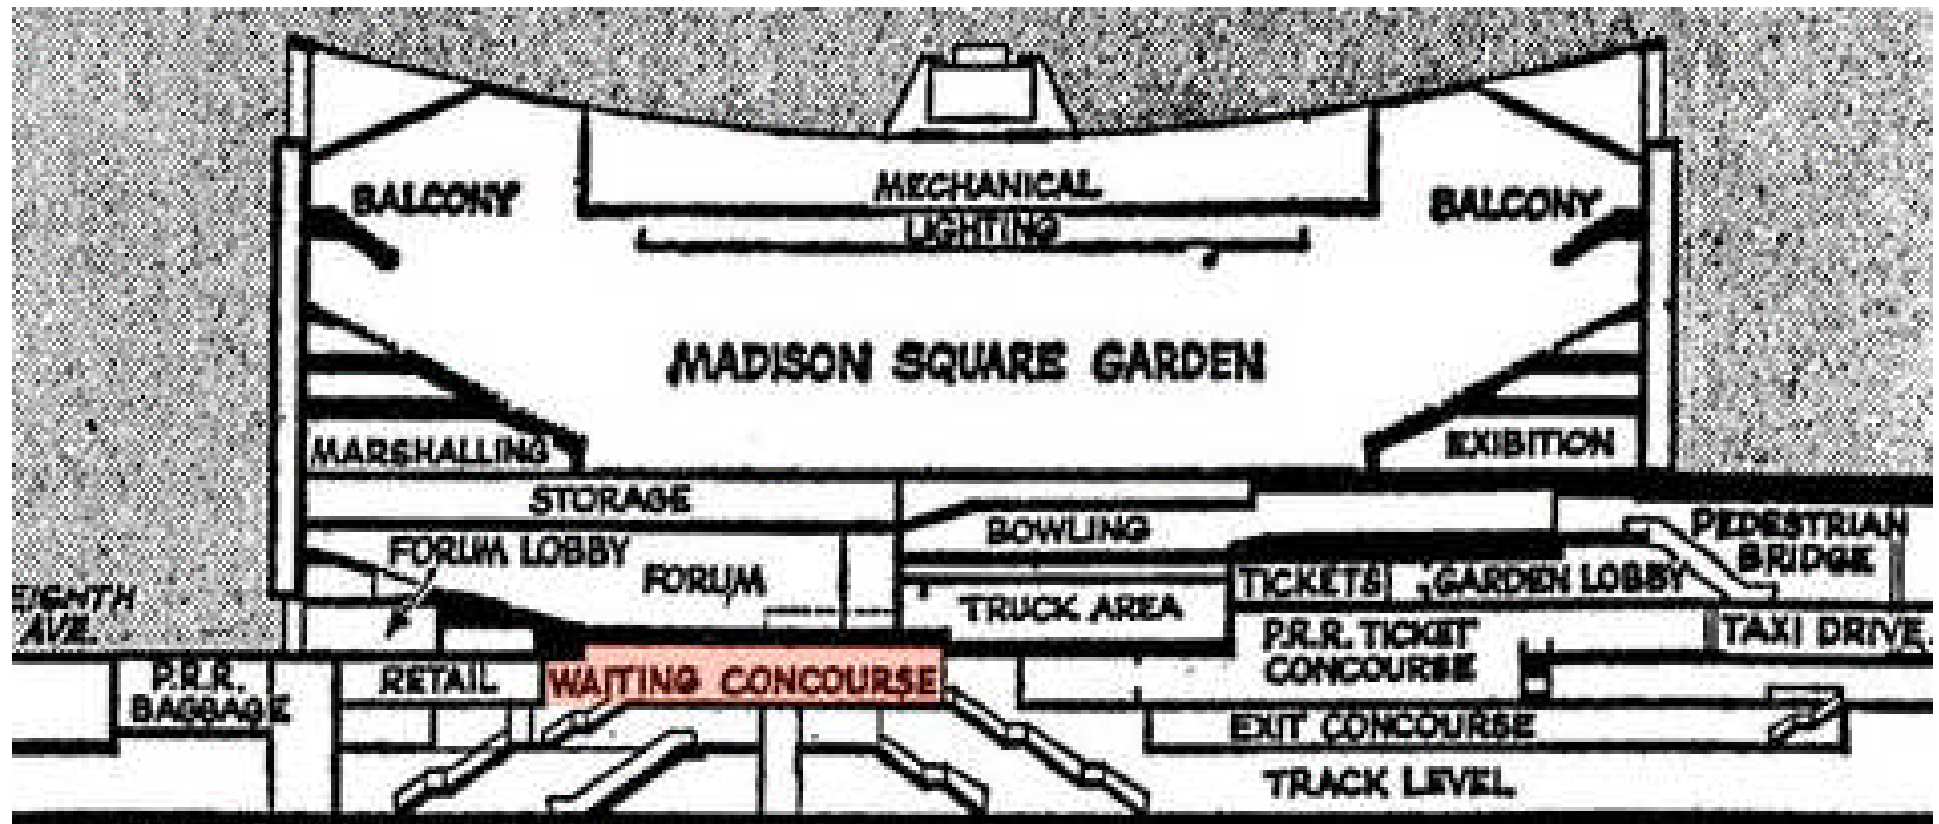 MECHANICAL
BALCONY
BALCONY
LIGHTING
MADISON SQUARE GARDEN
MARSHALLING
EXIBITION
STORAGE
BOWLING
PEDESTRIAN
BRIDGE
FORUM LOBBY
FORUM
TICKETS
GARDEN LOBBY
EIGHTH
AVE.
TRUCK AREA
P.R.R. TICKET
CONCOURSE
TAXI DRIVE
P.R.R.
BAGGAGE
RETAIL
WAITING CONCOURSE
EXIT CONCOURSE
TRACK LEVEL